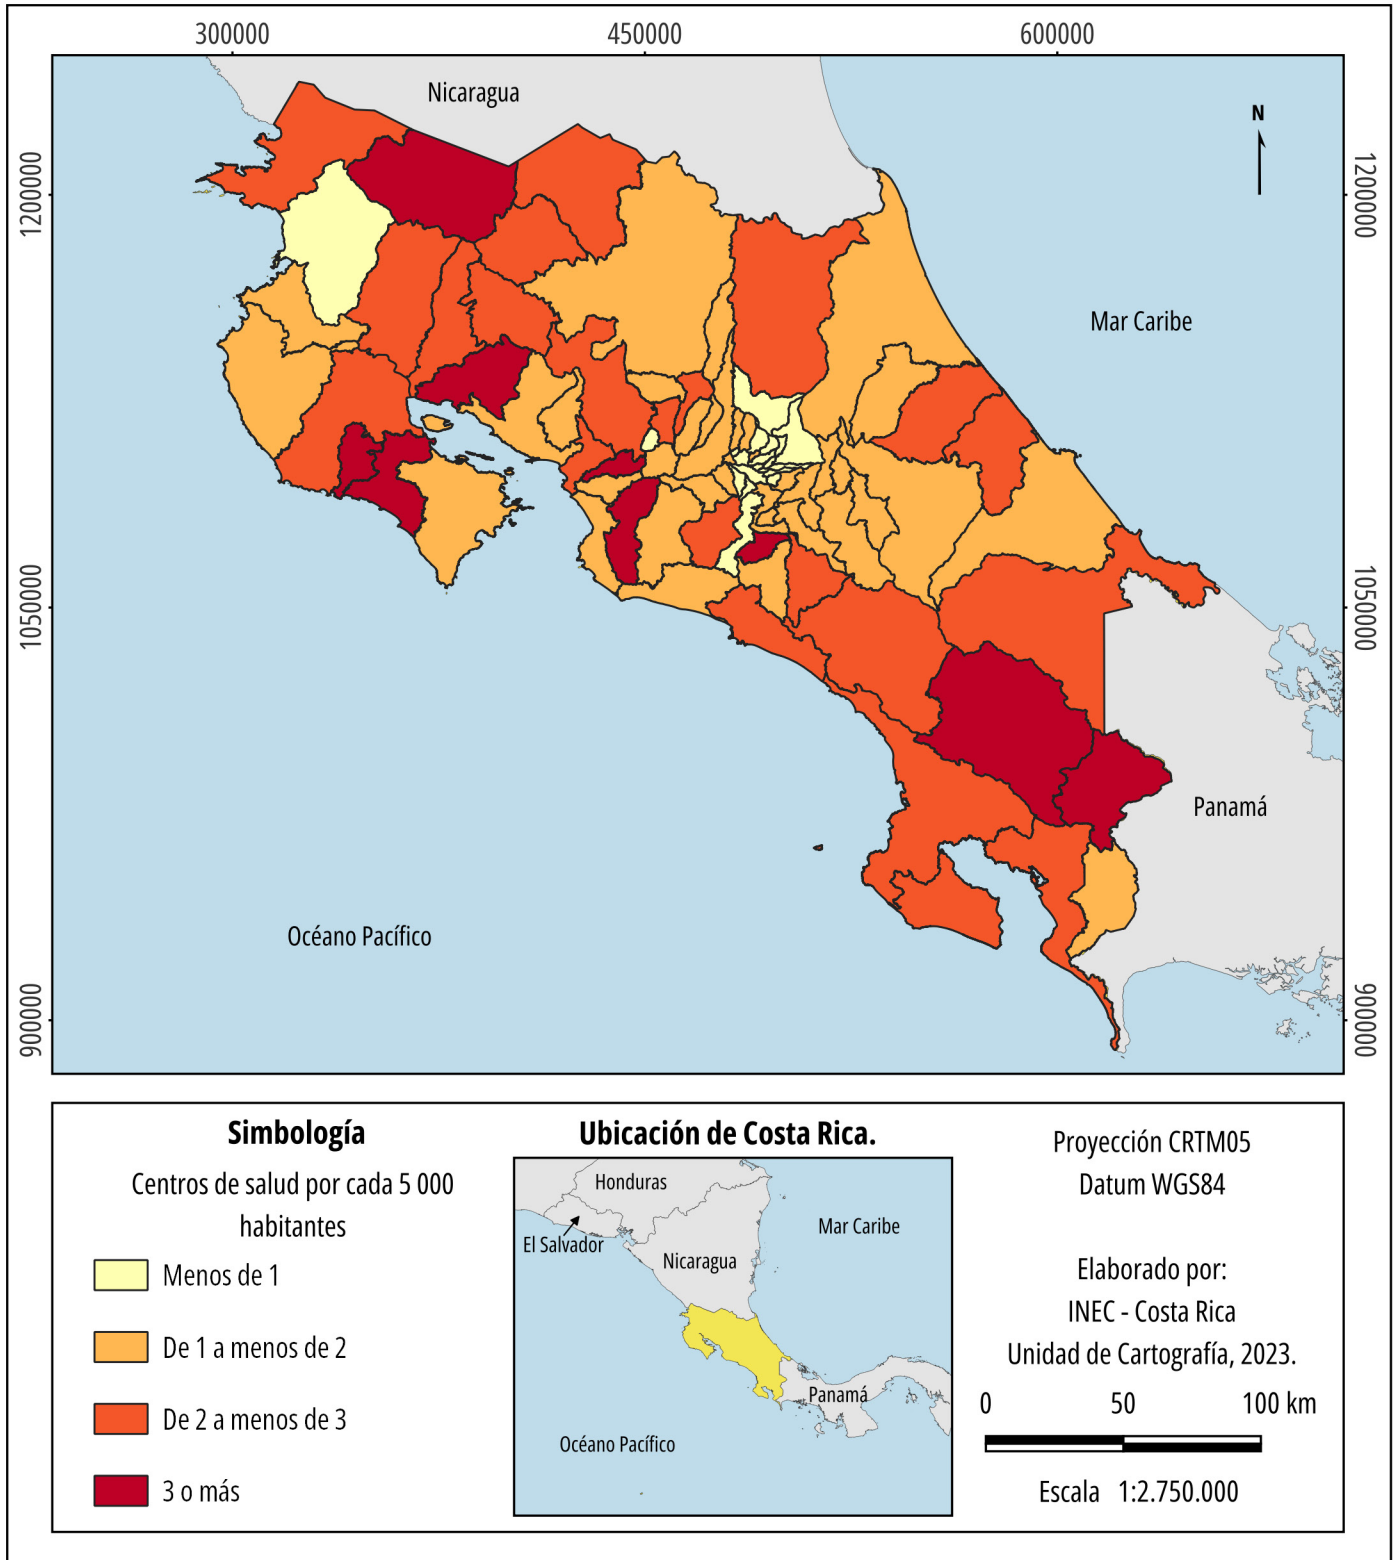 300000
450000
600000
Nicaragua
N
1200000
1200000
Mar Caribe
1050000
1050000
Panamá
Océano Pacífico
900000
900000
Simbología
Centros de salud por cada 5 000
habitantes
Menos de 1
De 1 a menos de 2
De 2 a menos de 3
3 o más
Ubicación de Costa Rica.
Honduras
Mar Caribe
El Salvador
Nicaragua
Panamá
Océano Pacífico
Proyección CRTM05
Datum WGS84
Elaborado por:
INEC - Costa Rica
Unidad de Cartografía, 2023.
0 50 100 km
Escala 1:2.750.000